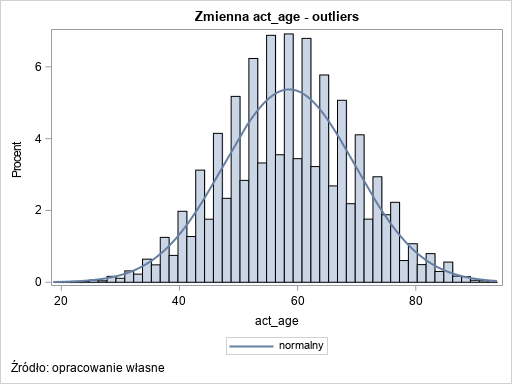 Zmienna act_age - outliers
Procent
6
4
2
0
20 40 60 80
act_age
normalny
Źródło: opracowanie własne